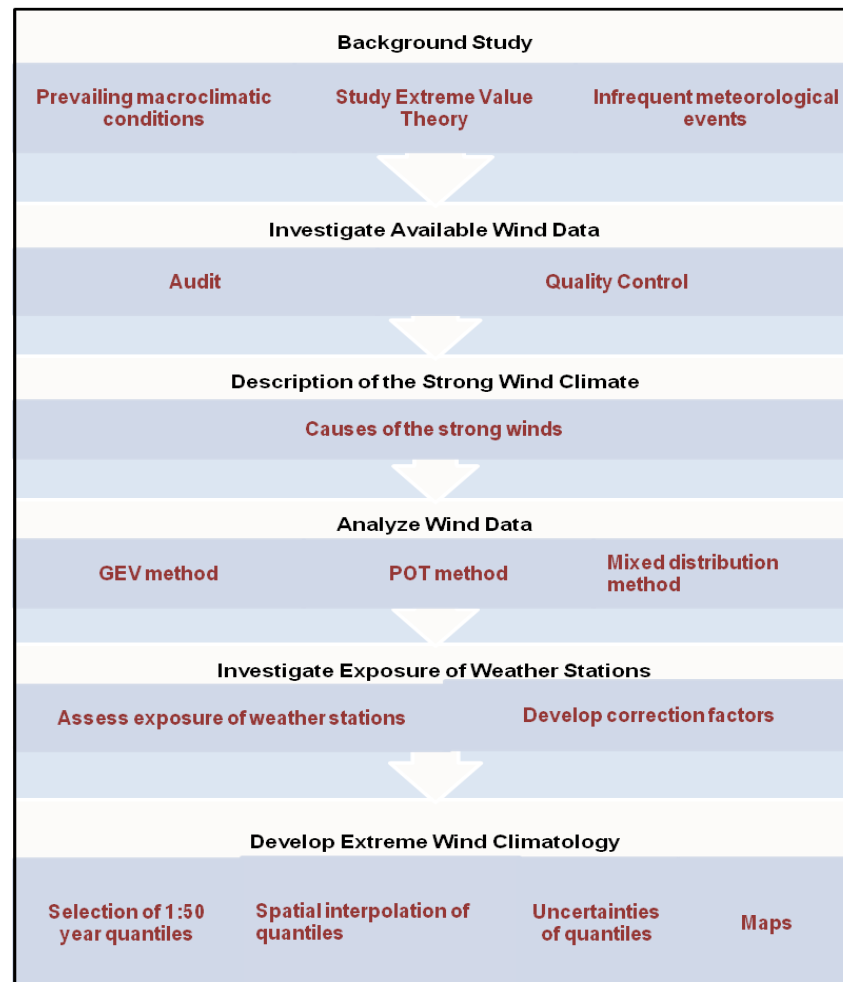 Background Study
Prevailing macroclimatic
conditions
Study Extreme Value
Theory
Infrequent meteorological
events
Investigate Available Wind Data
Audit
Quality Control
Description of the Strong Wind Climate
Causes of the strong winds
Analyze Wind Data
GEV method
POT method
Mixed distribution
method
Investigate Exposure of Weather Stations
Assess exposure of weather stations
Develop correction factors
Develop Extreme Wind Climatology
Selection of 1:50
year quantiles
Spatial interpolation of
quantiles
Uncertainties
of quantiles
Maps